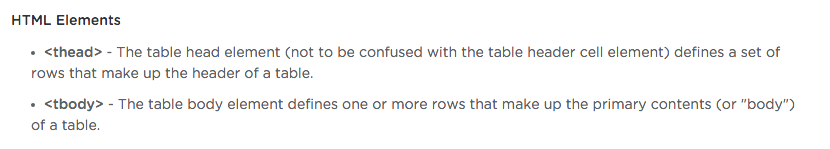 HTML Elements
• <thead> - The table head element (not to be confused with the table header cell element) defines a set of
rows that make up the header of a table.
• <tbody> - The table body element defines one or more rows that make up the primary contents (or "body")
of a table.